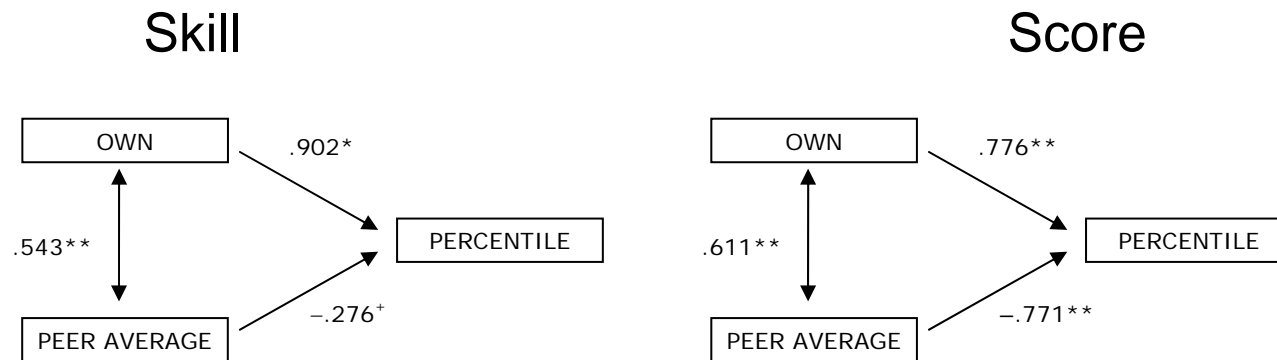 Skill
OWN
.902*
.543**
PERCENTILE
−.276⁺
PEER AVERAGE
Score
OWN
.776**
.611**
PERCENTILE
−.771**
PEER AVERAGE